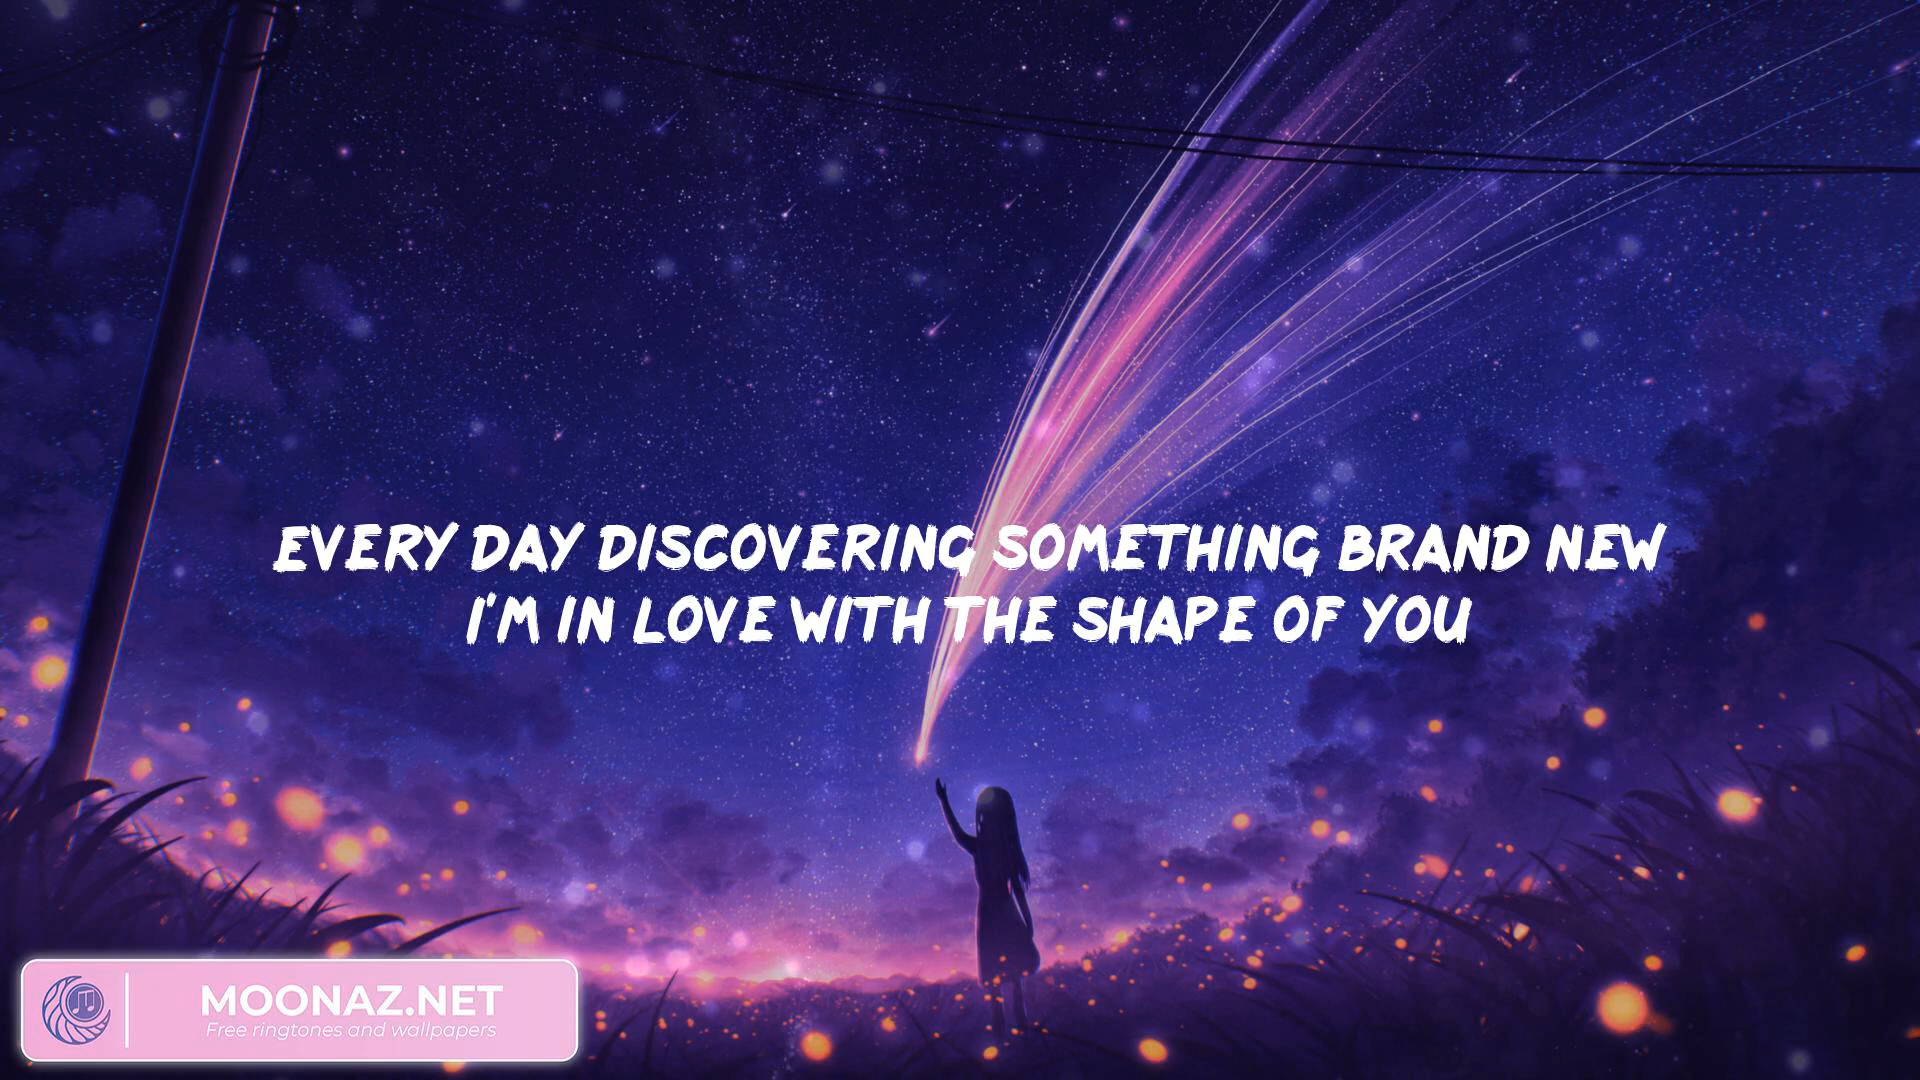 EVERY DAY DISCOVERING SOMETHING BRAND NEW
I'M IN LOVE WITH THE SHAPE OF YOU
MOONAZ.NET
Free ringtones and wallpapers